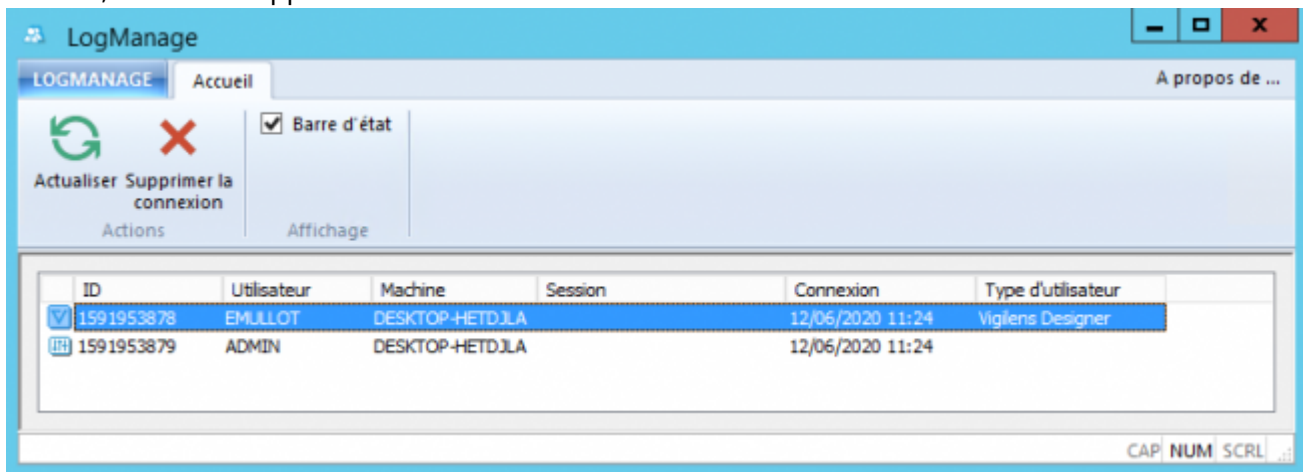 LogManage
LOGMANAGE Accueil A propos de ...
Barre d'état
Actualiser Supprimer la
connexion
Actions Affichage
ID Utilisateur Machine Session Connexion Type d'utilisateur
1591953878 EMULLOT DESKTOP-HETDJLA 12/06/2020 11:24 Vigilens Designer
1591953879 ADMIN DESKTOP-HETDJLA 12/06/2020 11:24
CAP NUM SCRL